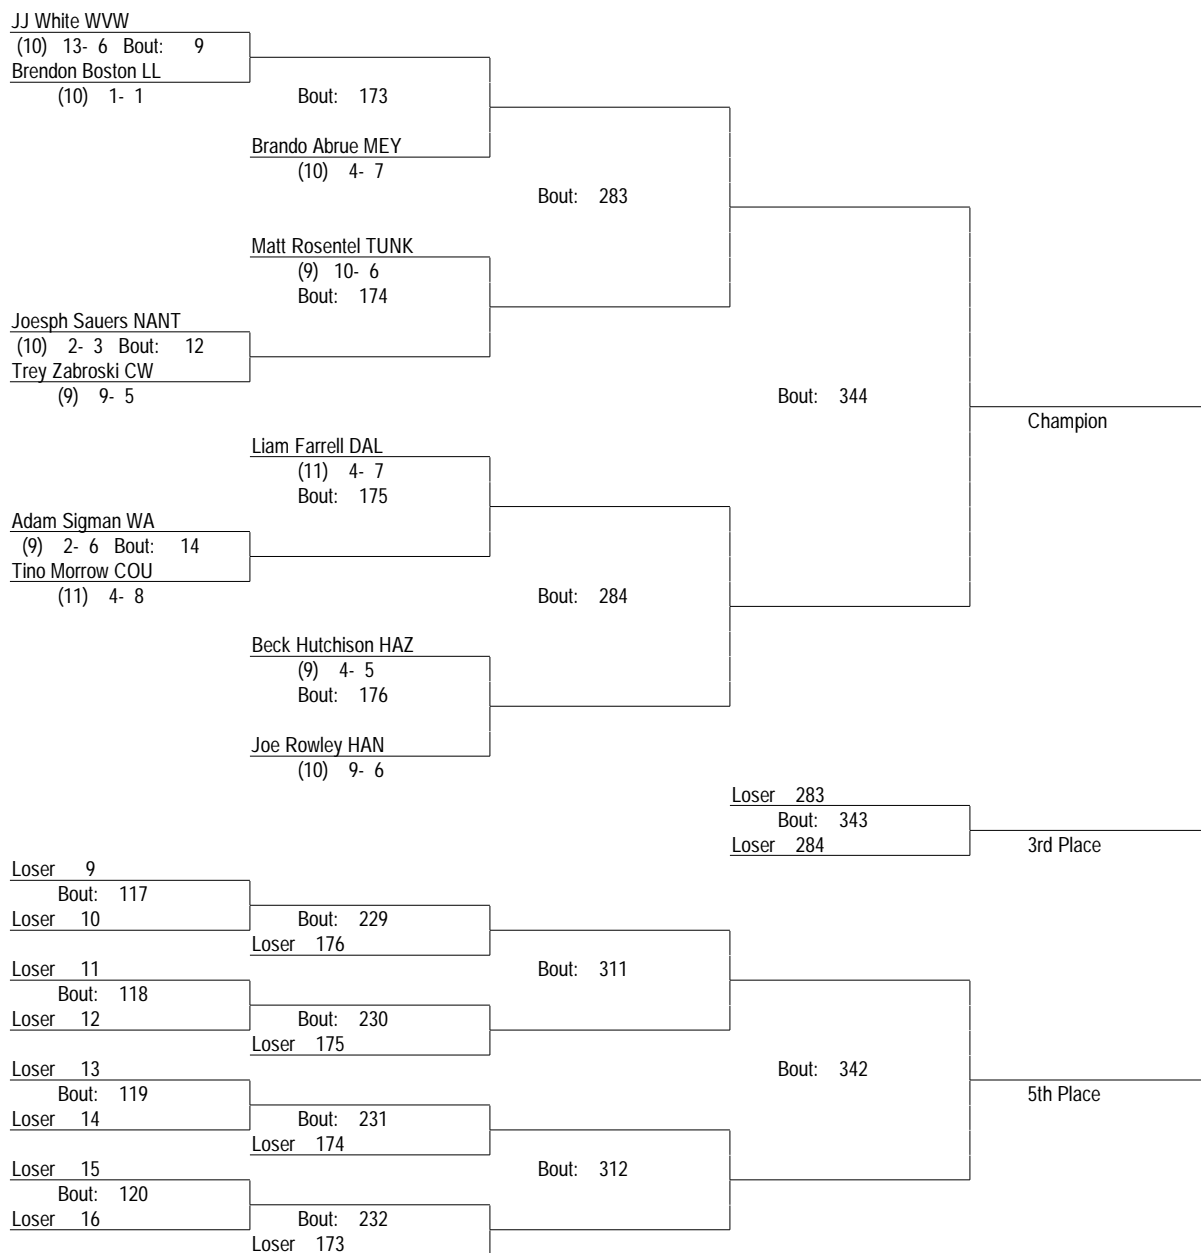 JJ White WVW
(10) 13- 6 Bout: 9
Brendon Boston LL
(10) 1- 1
Bout: 173
Brando Abrue MEY
(10) 4- 7
Bout: 283
Matt Rosentel TUNK
(9) 10- 6
Bout: 174
Joesph Sauers NANT
(10) 2- 3 Bout: 12
Trey Zabroski CW
(9) 9- 5
Bout: 344
Champion
Liam Farrell DAL
(11) 4- 7
Bout: 175
Adam Sigman WA
(9) 2- 6 Bout: 14
Tino Morrow COU
(11) 4- 8
Bout: 284
Beck Hutchison HAZ
(9) 4- 5
Bout: 176
Joe Rowley HAN
(10) 9- 6
Loser 283
Bout: 343
Loser 284
3rd Place
Loser 9
Bout: 117
Loser 10
Bout: 229
Loser 176
Loser 11
Bout: 311
Bout: 118
Loser 12
Bout: 230
Loser 175
Loser 13
Bout: 342
Bout: 119
5th Place
Loser 14
Bout: 231
Loser 174
Loser 15
Bout: 312
Bout: 120
Loser 16
Bout: 232
Loser 173